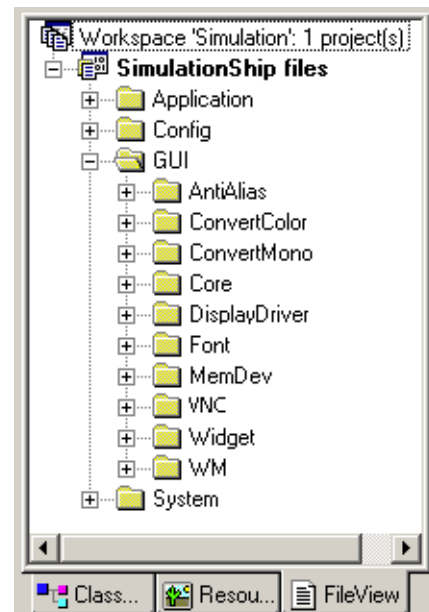 Workspace 'Simulation': 1 project(s)
SimulationShip files
Application
Config
GUI
AntiAlias
ConvertColor
ConvertMono
Core
DisplayDriver
Font
MemDev
VNC
Widget
WM
System
Class... Resou... FileView